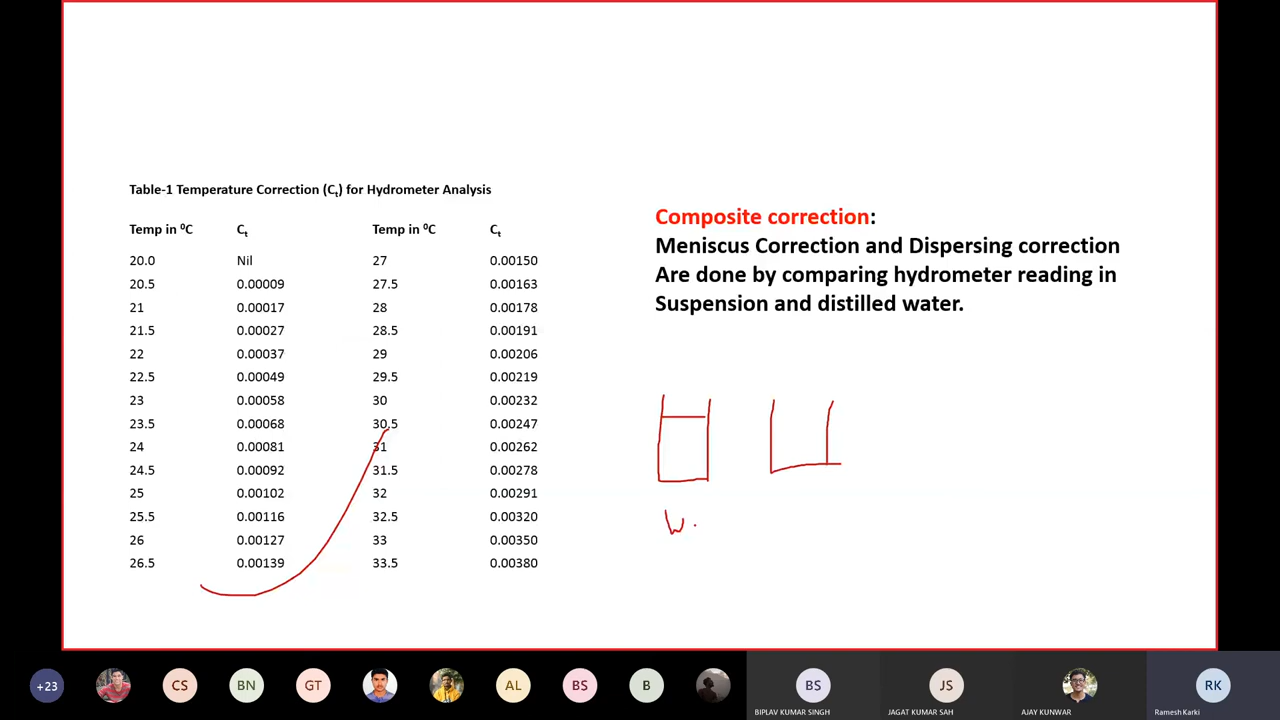 Table-1 Temperature Correction (Ct) for Hydrometer Analysis
Temp in ⁰C Ct Temp in ⁰C Ct
20.0 Nil 27 0.00150
20.5 0.00009 27.5 0.00163
21 0.00017 28 0.00178
21.5 0.00027 28.5 0.00191
22 0.00037 29 0.00206
22.5 0.00049 29.5 0.00219
23 0.00058 30 0.00232
23.5 0.00068 30.5 0.00247
24 0.00081 31 0.00262
24.5 0.00092 31.5 0.00278
25 0.00102 32 0.00291
25.5 0.00116 32.5 0.00320
26 0.00127 33 0.00350
26.5 0.00139 33.5 0.00380
Composite correction:
Meniscus Correction and Dispersing correction
Are done by comparing hydrometer reading in
Suspension and distilled water.
W.
+23 CS BN GT AL BS B BS JS RK
BIPLAV KUMAR SINGH JAGAT KUMAR SAH AJAY KUNWAR Ramesh Karki